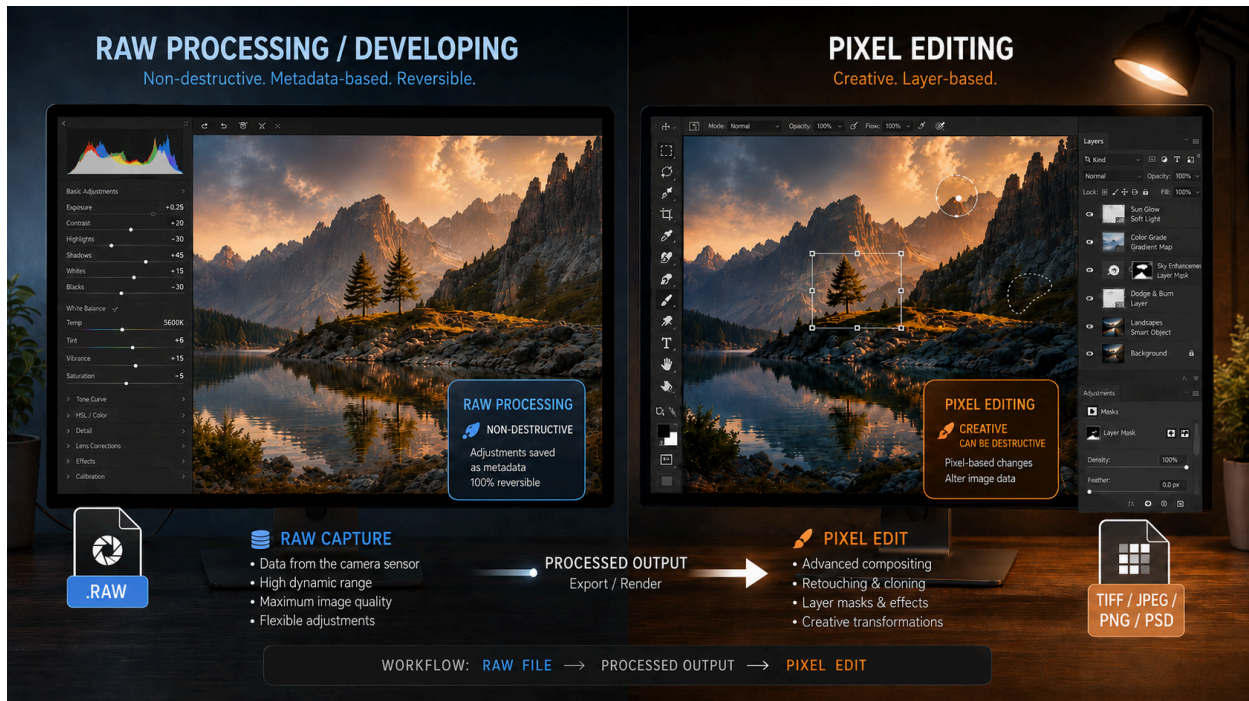 RAW PROCESSING / DEVELOPING
Non-destructive. Metadata-based. Reversible.
Basic Adjustments
Exposure +0.25
Contrast +20
Highlights -30
Shadows +45
Whites +15
Blacks -30
White Balance
Temp 5600K
Tint +6
Vibrance +15
Saturation -5
Tone Curve
HSL / Color
Detail
Lens Corrections
Effects
Calibration
RAW PROCESSING
NON-DESTRUCTIVE
Adjustments saved
as metadata
100% reversible
PIXEL EDITING
Creative. Layer-based.
Mode: Normal Opacity: 100% Flow: 100%
T
Layers
Kind T
Normal Opacity: 100%
Lock: Fill: 100%
Sun Glow
Soft Light
Color Grade
Gradient Map
Sky Enhancemen
Layer Mask
Dodge & Burn
Layer
Landsapes
Smart Object
Background
Adjustments
Masks
Layer Mask
Density: 100%
Feather: 0,0 px
fx
PIXEL EDITING
CREATIVE
CAN BE DESTRUCTIVE
Pixel-based changes
Alter image data
.RAW
RAW CAPTURE
• Data from the camera sensor
• High dynamic range
• Maximum image quality
• Flexible adjustments
PROCESSED OUTPUT
Export / Render
PIXEL EDIT
• Advanced compositing
• Retouching & cloning
• Layer masks & effects
• Creative transformations
TIFF / JPEG /
PNG / PSD
WORKFLOW: RAW FILE → PROCESSED OUTPUT → PIXEL EDIT